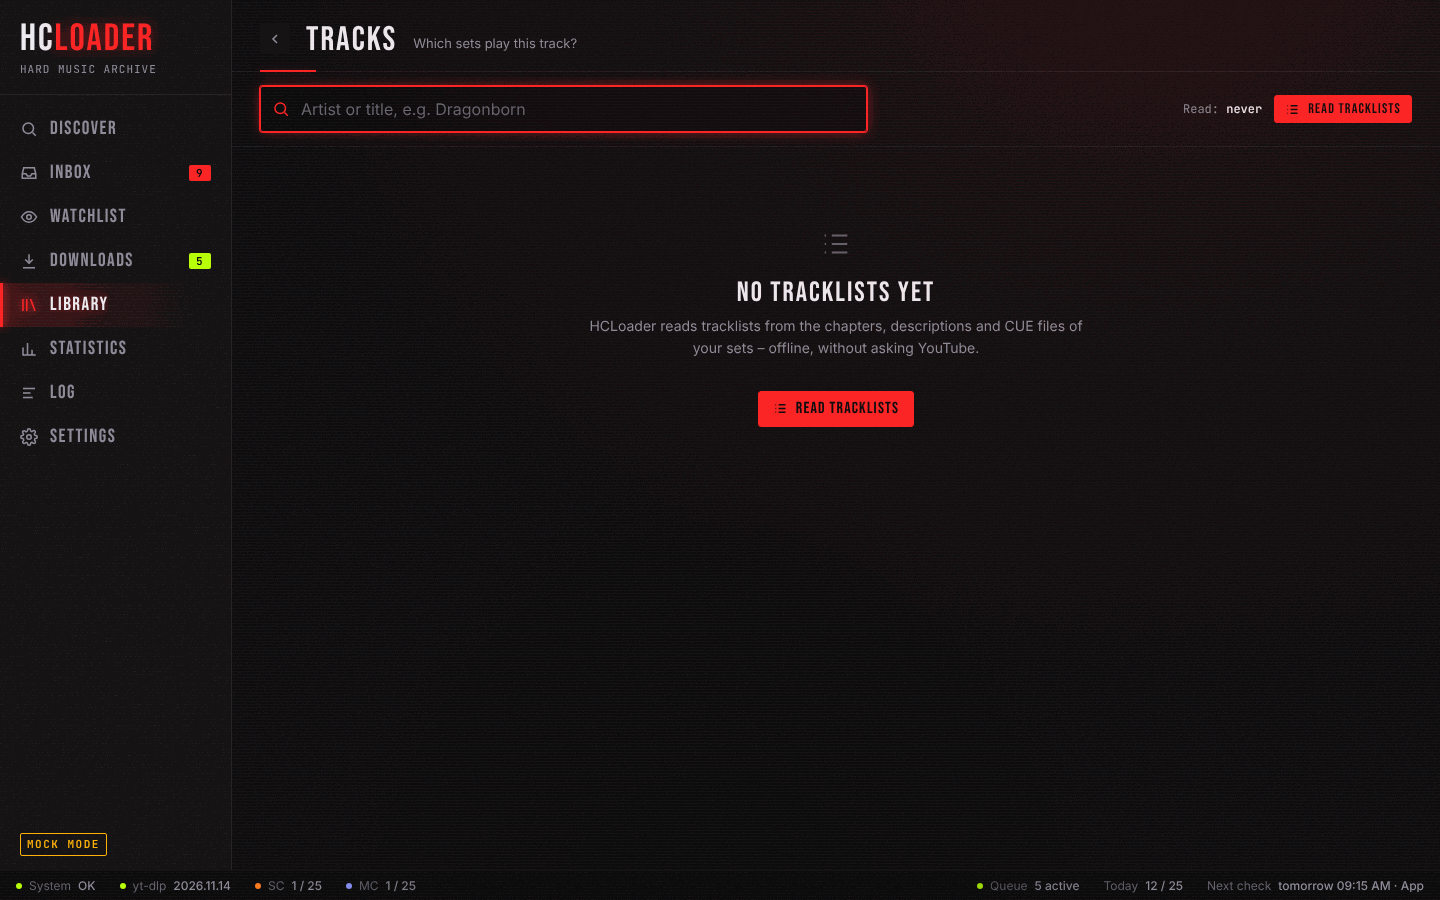 HCLOADER
HARD MUSIC ARCHIVE
DISCOVER
INBOX 9
WATCHLIST
DOWNLOADS 5
LIBRARY
STATISTICS
LOG
SETTINGS
MOCK MODE
TRACKS Which sets play this track?
Artist or title, e.g. Dragonborn
Read: never READ TRACKLISTS
NO TRACKLISTS YET
HCLoader reads tracklists from the chapters, descriptions and CUE files of
your sets – offline, without asking YouTube.
READ TRACKLISTS
System OK yt-dlp 2026.11.14 SC 1 / 25 MC 1 / 25 Queue 5 active Today 12 / 25 Next check tomorrow 09:15 AM · App